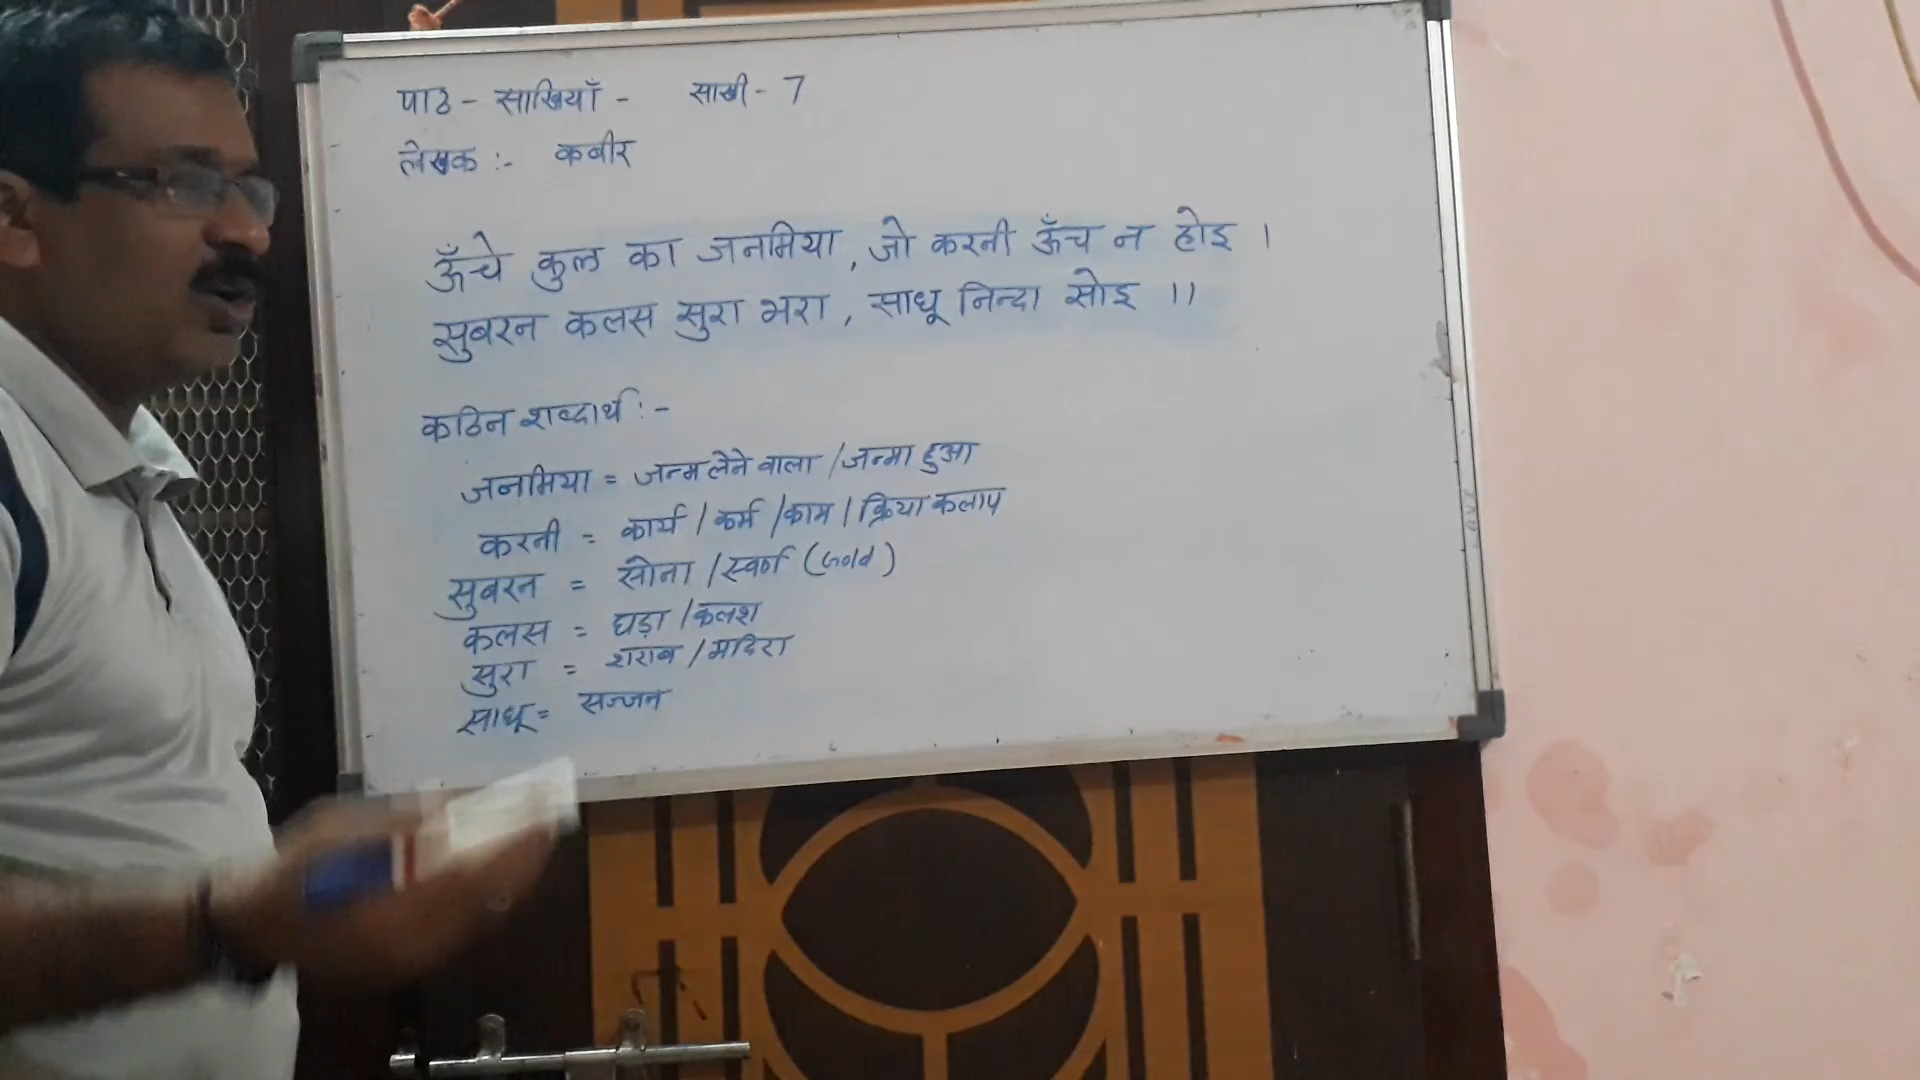 पाठ - साखियाँ - साखी - 7
लेखक :- कबीर
ऊँचे कुल का जनमिया, जो करनी ऊँच न होइ ।
सुबरन कलस सुरा भरा, साधू निन्दा सोइ ।।
कठिन शब्दार्थ :-
जनमिया = जन्म लेने वाला / जन्मा हुआ
करनी = कार्य / कर्म / काम / क्रिया कलाप
सुबरन = सोना / स्वर्ण (Gold)
कलस = घड़ा / कलश
सुरा = शराब / मदिरा
साधू = सज्जन